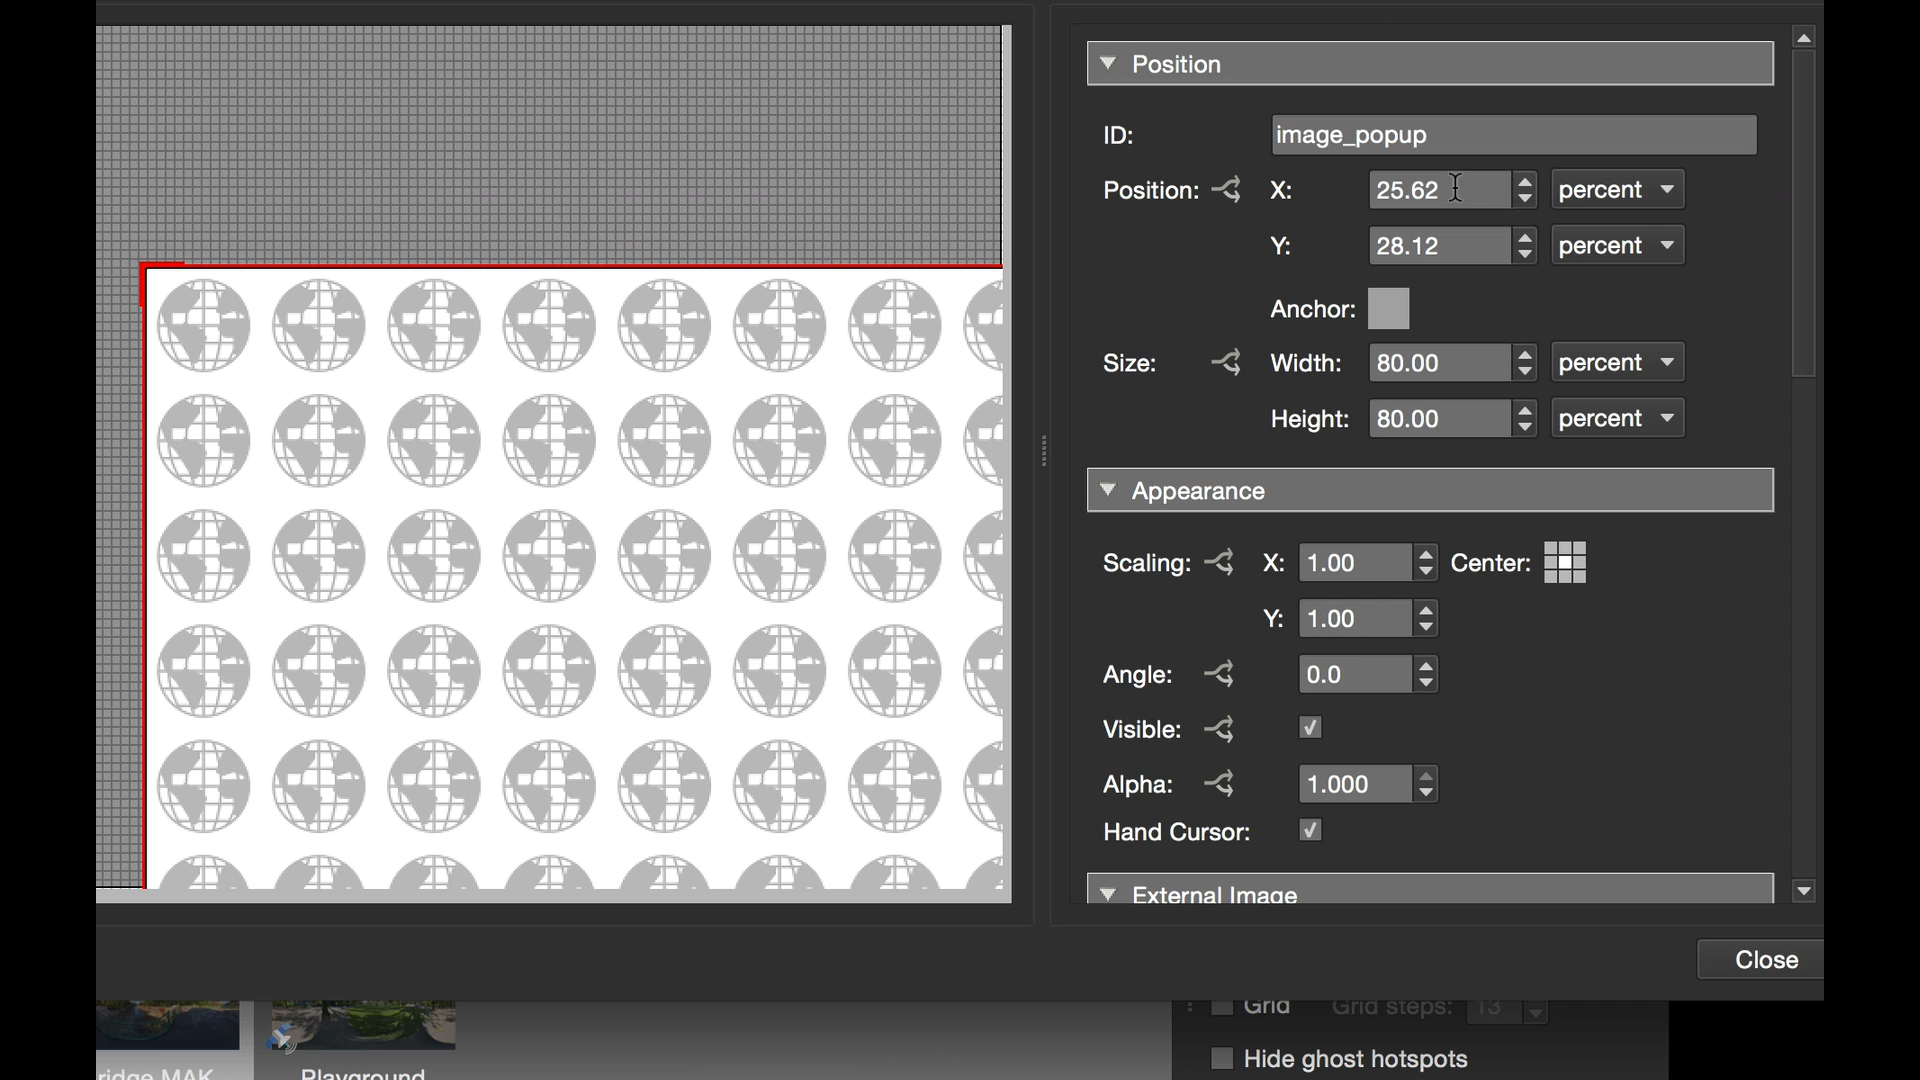 Position
ID: image_popup
Position: X: 25.62 percent
Y: 28.12 percent
Anchor:
Size: Width: 80.00 percent
Height: 80.00 percent
Appearance
Scaling: X: 1.00 Center:
Y: 1.00
Angle: 0.0
Visible:
Alpha: 1.000
Hand Cursor:
External Image
Close
Grid Grid steps: 13
Hide ghost hotspots
ridge MAK Playground